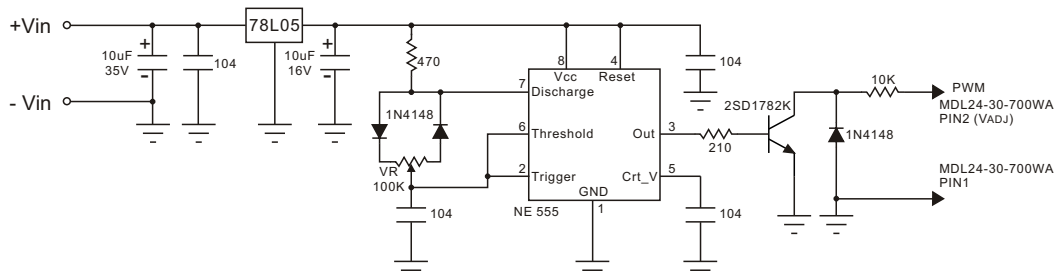 +Vin
78L05
10uF
35V
104
10uF
16V
470
8
4
Vcc
Reset
104
7
Discharge
1N4148
6
Threshold
Out
3
210
2SD1782K
10K
PWM
MDL24-30-700WA
PIN2 (VADJ)
1N4148
- Vin
VR
100K
2
Trigger
Crt_V
5
MDL24-30-700WA
PIN1
104
NE 555
GND
1
104
+
-
+
-